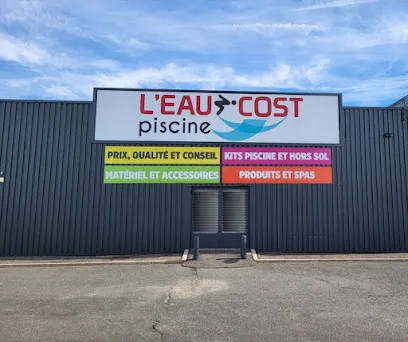 L'EAU COST
piscine
PRIX, QUALITÉ ET CONSEIL
KITS PISCINE ET HORS SOL
MATÉRIEL ET ACCESSOIRES
PRODUITS ET SPAS